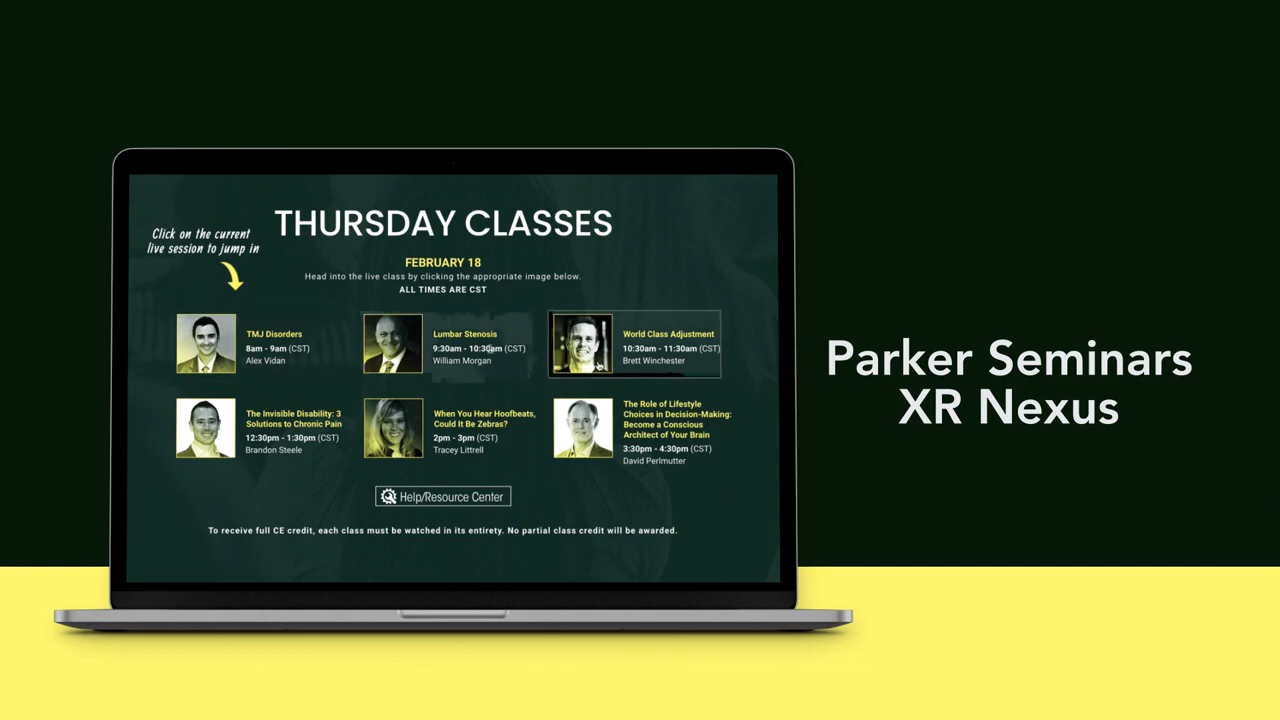 THURSDAY CLASSES
Click on the current
live session to jump in
FEBRUARY 18
Head into the live class by clicking the appropriate image below.
ALL TIMES ARE CST
TMJ Disorders
8am - 9am (CST)
Alex Vidan
Lumbar Stenosis
9:30am - 10:30am (CST)
William Morgan
World Class Adjustment
10:30am - 11:30am (CST)
Brett Winchester
The Invisible Disability: 3
Solutions to Chronic Pain
12:30pm - 1:30pm (CST)
Brandon Steele
When You Hear Hoofbeats,
Could It Be Zebras?
2pm - 3pm (CST)
Tracey Littrell
The Role of Lifestyle
Choices in Decision-Making:
Become a Conscious
Architect of Your Brain
3:30pm - 4:30pm (CST)
David Perlmutter
Help/Resource Center
To receive full CE credit, each class must be watched in its entirety. No partial class credit will be awarded.
Parker Seminars
XR Nexus